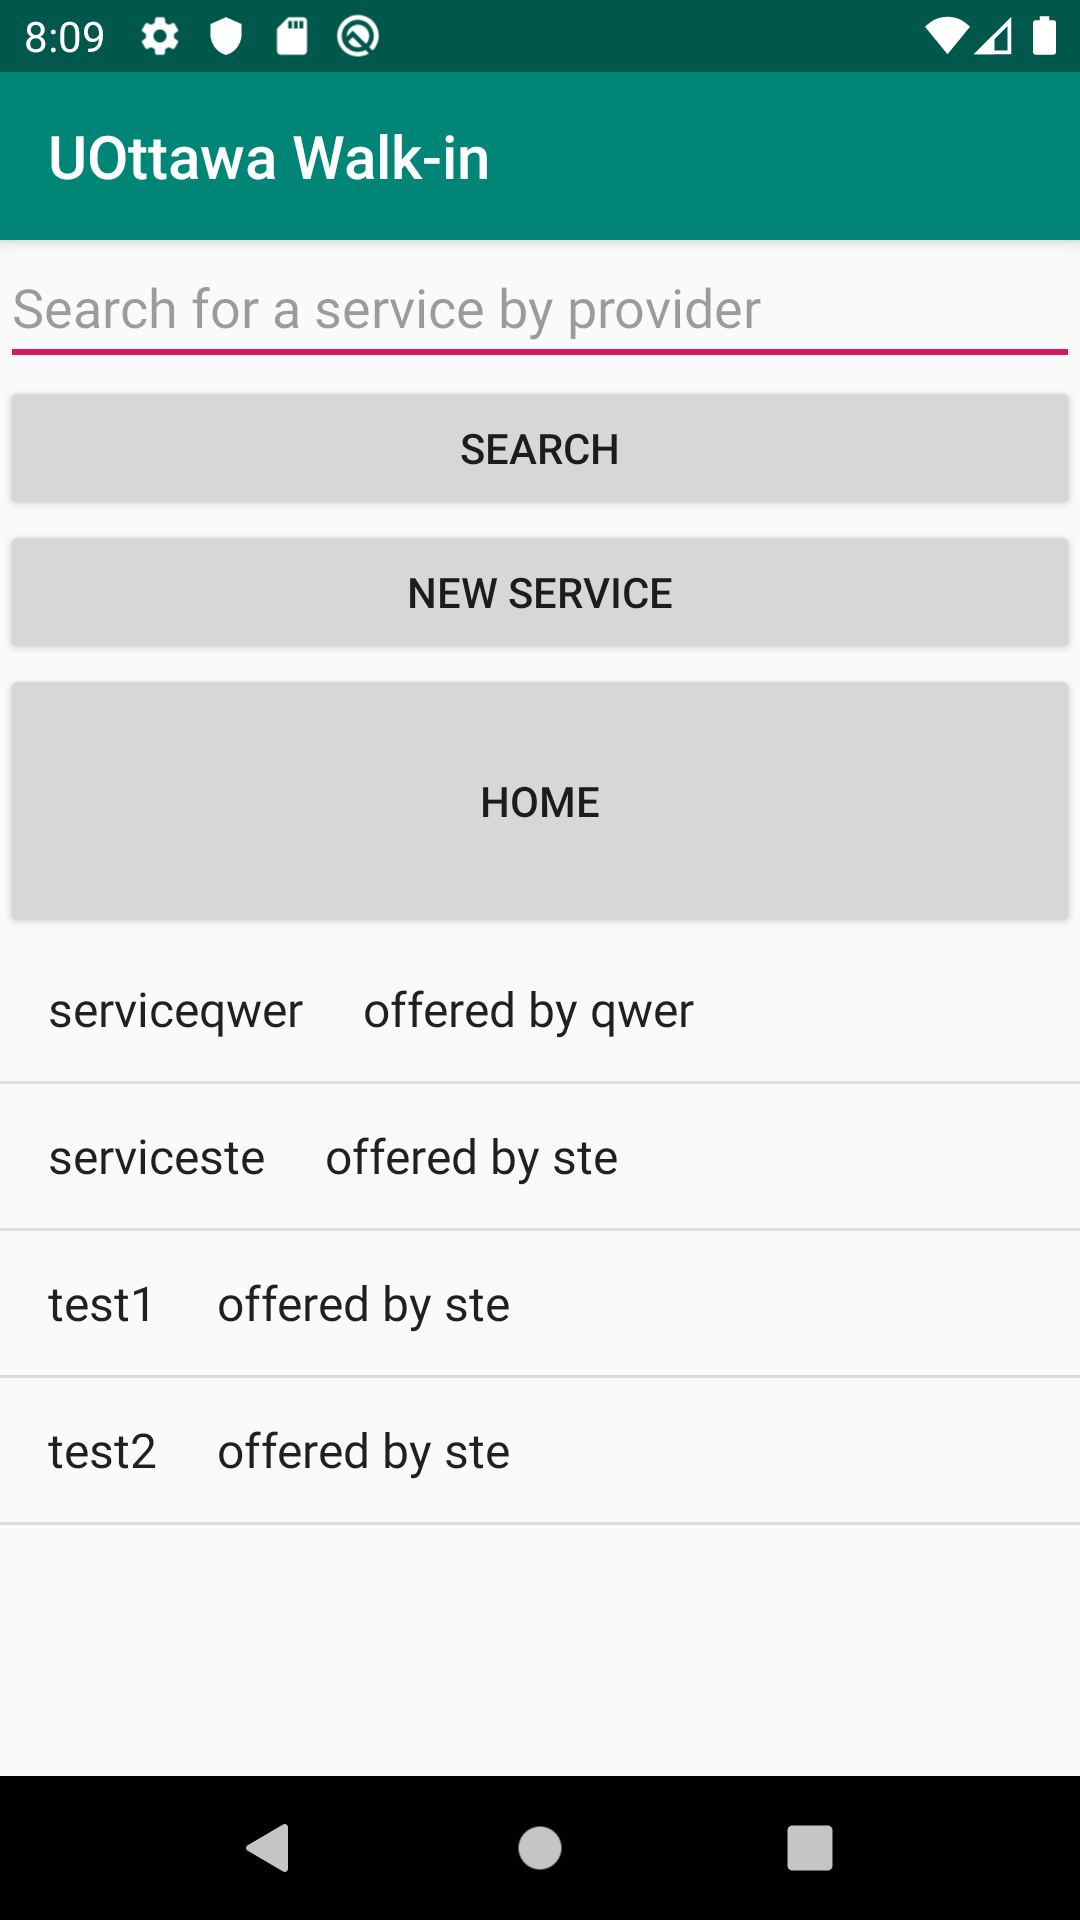 8:09
UOttawa Walk-in
Search for a service by provider
SEARCH
NEW SERVICE
HOME
serviceqwer offered by qwer
serviceste offered by ste
test1 offered by ste
test2 offered by ste